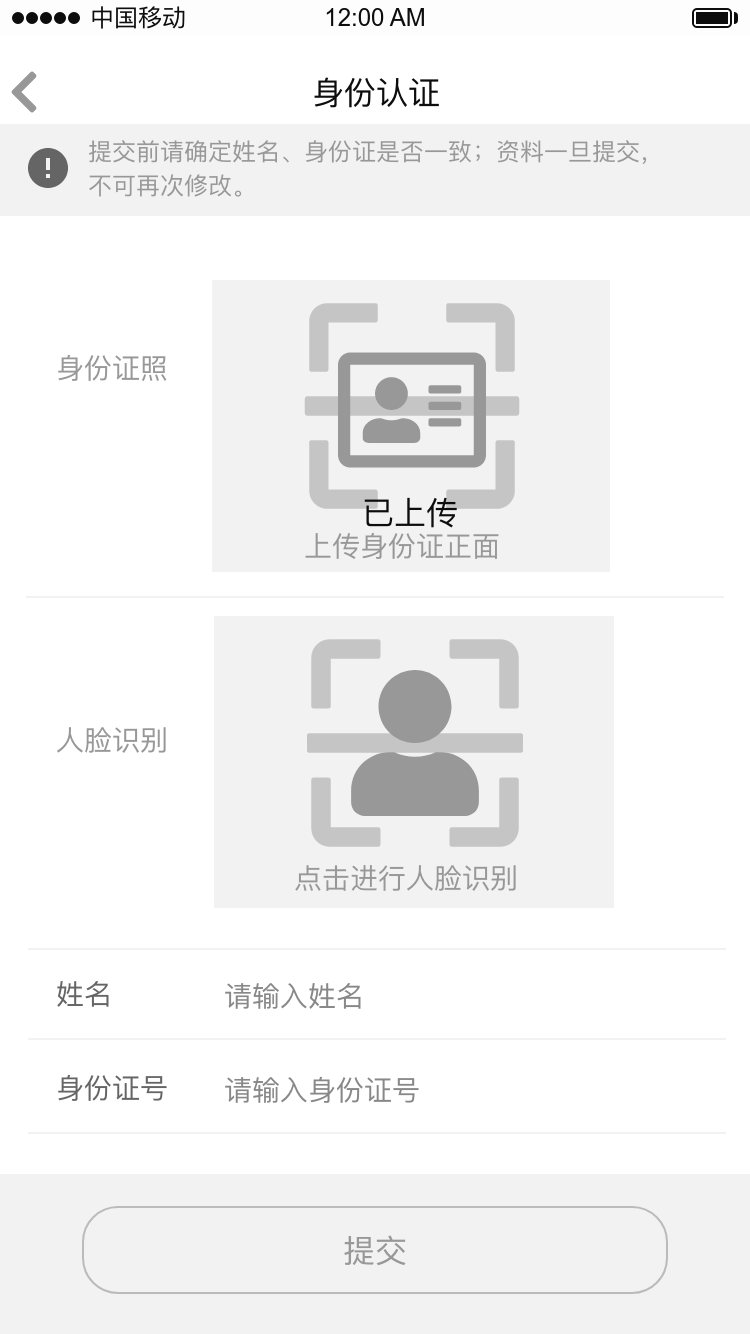 中国移动
12:00 AM
身份认证
提交前请确定姓名、身份证是否一致；资料一旦提交，
不可再次修改。
身份证照
已上传
上传身份证正面
人脸识别
点击进行人脸识别
姓名
请输入姓名
身份证号
请输入身份证号
提交